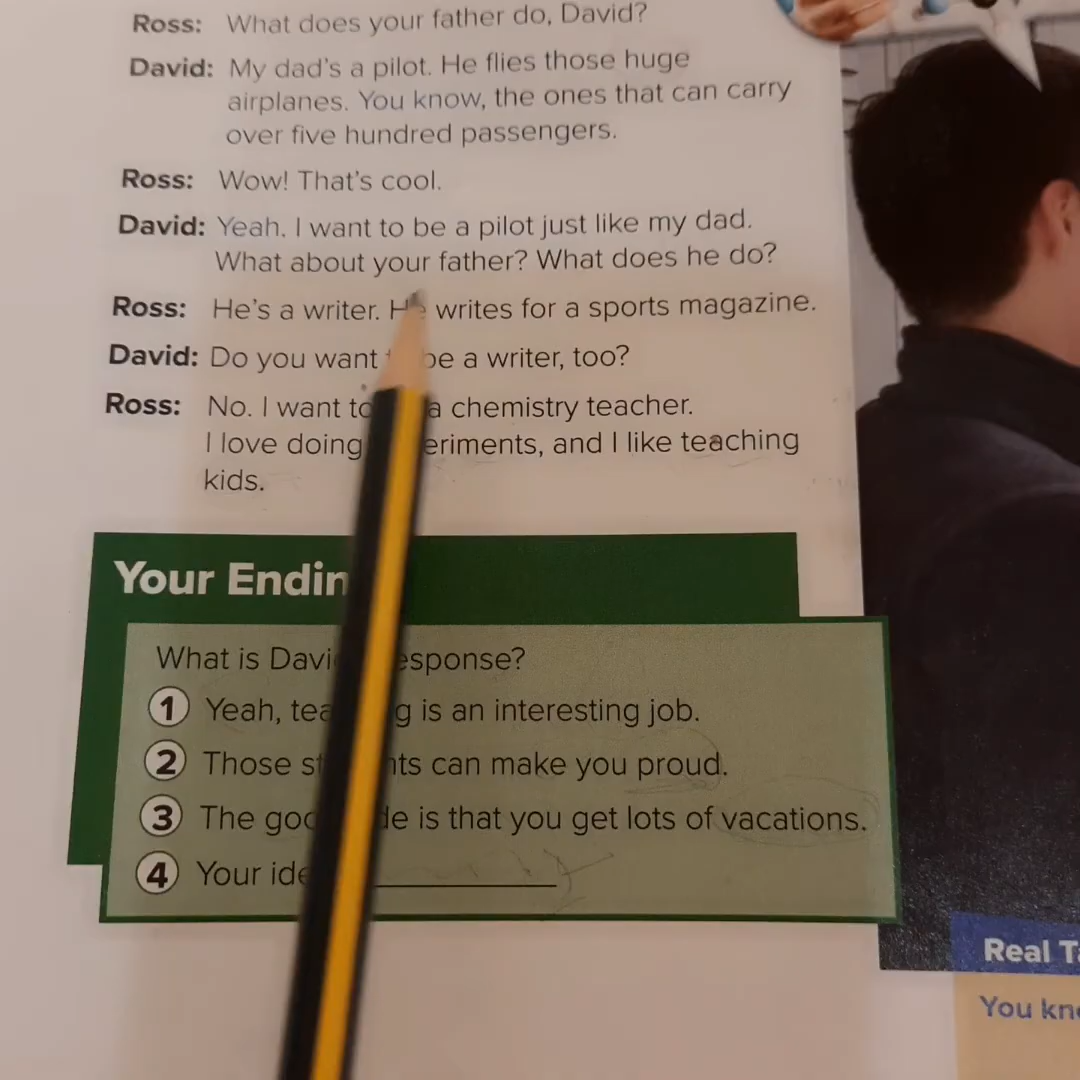 Ross: What does your father do, David?
David: My dad's a pilot. He flies those huge
airplanes. You know, the ones that can carry
over five hundred passengers.
Ross: Wow! That's cool.
David: Yeah. I want to be a pilot just like my dad.
What about your father? What does he do?
Ross: He's a writer. He writes for a sports magazine.
David: Do you want be a writer, too?
Ross: No. I want to a chemistry teacher.
I love doing eriments, and I like teaching
kids.
Your Endin
What is Davi esponse?
1 Yeah, tea g is an interesting job.
2 Those st nts can make you proud.
3 The goo de is that you get lots of vacations.
4 Your ide
Real Ta
You kno